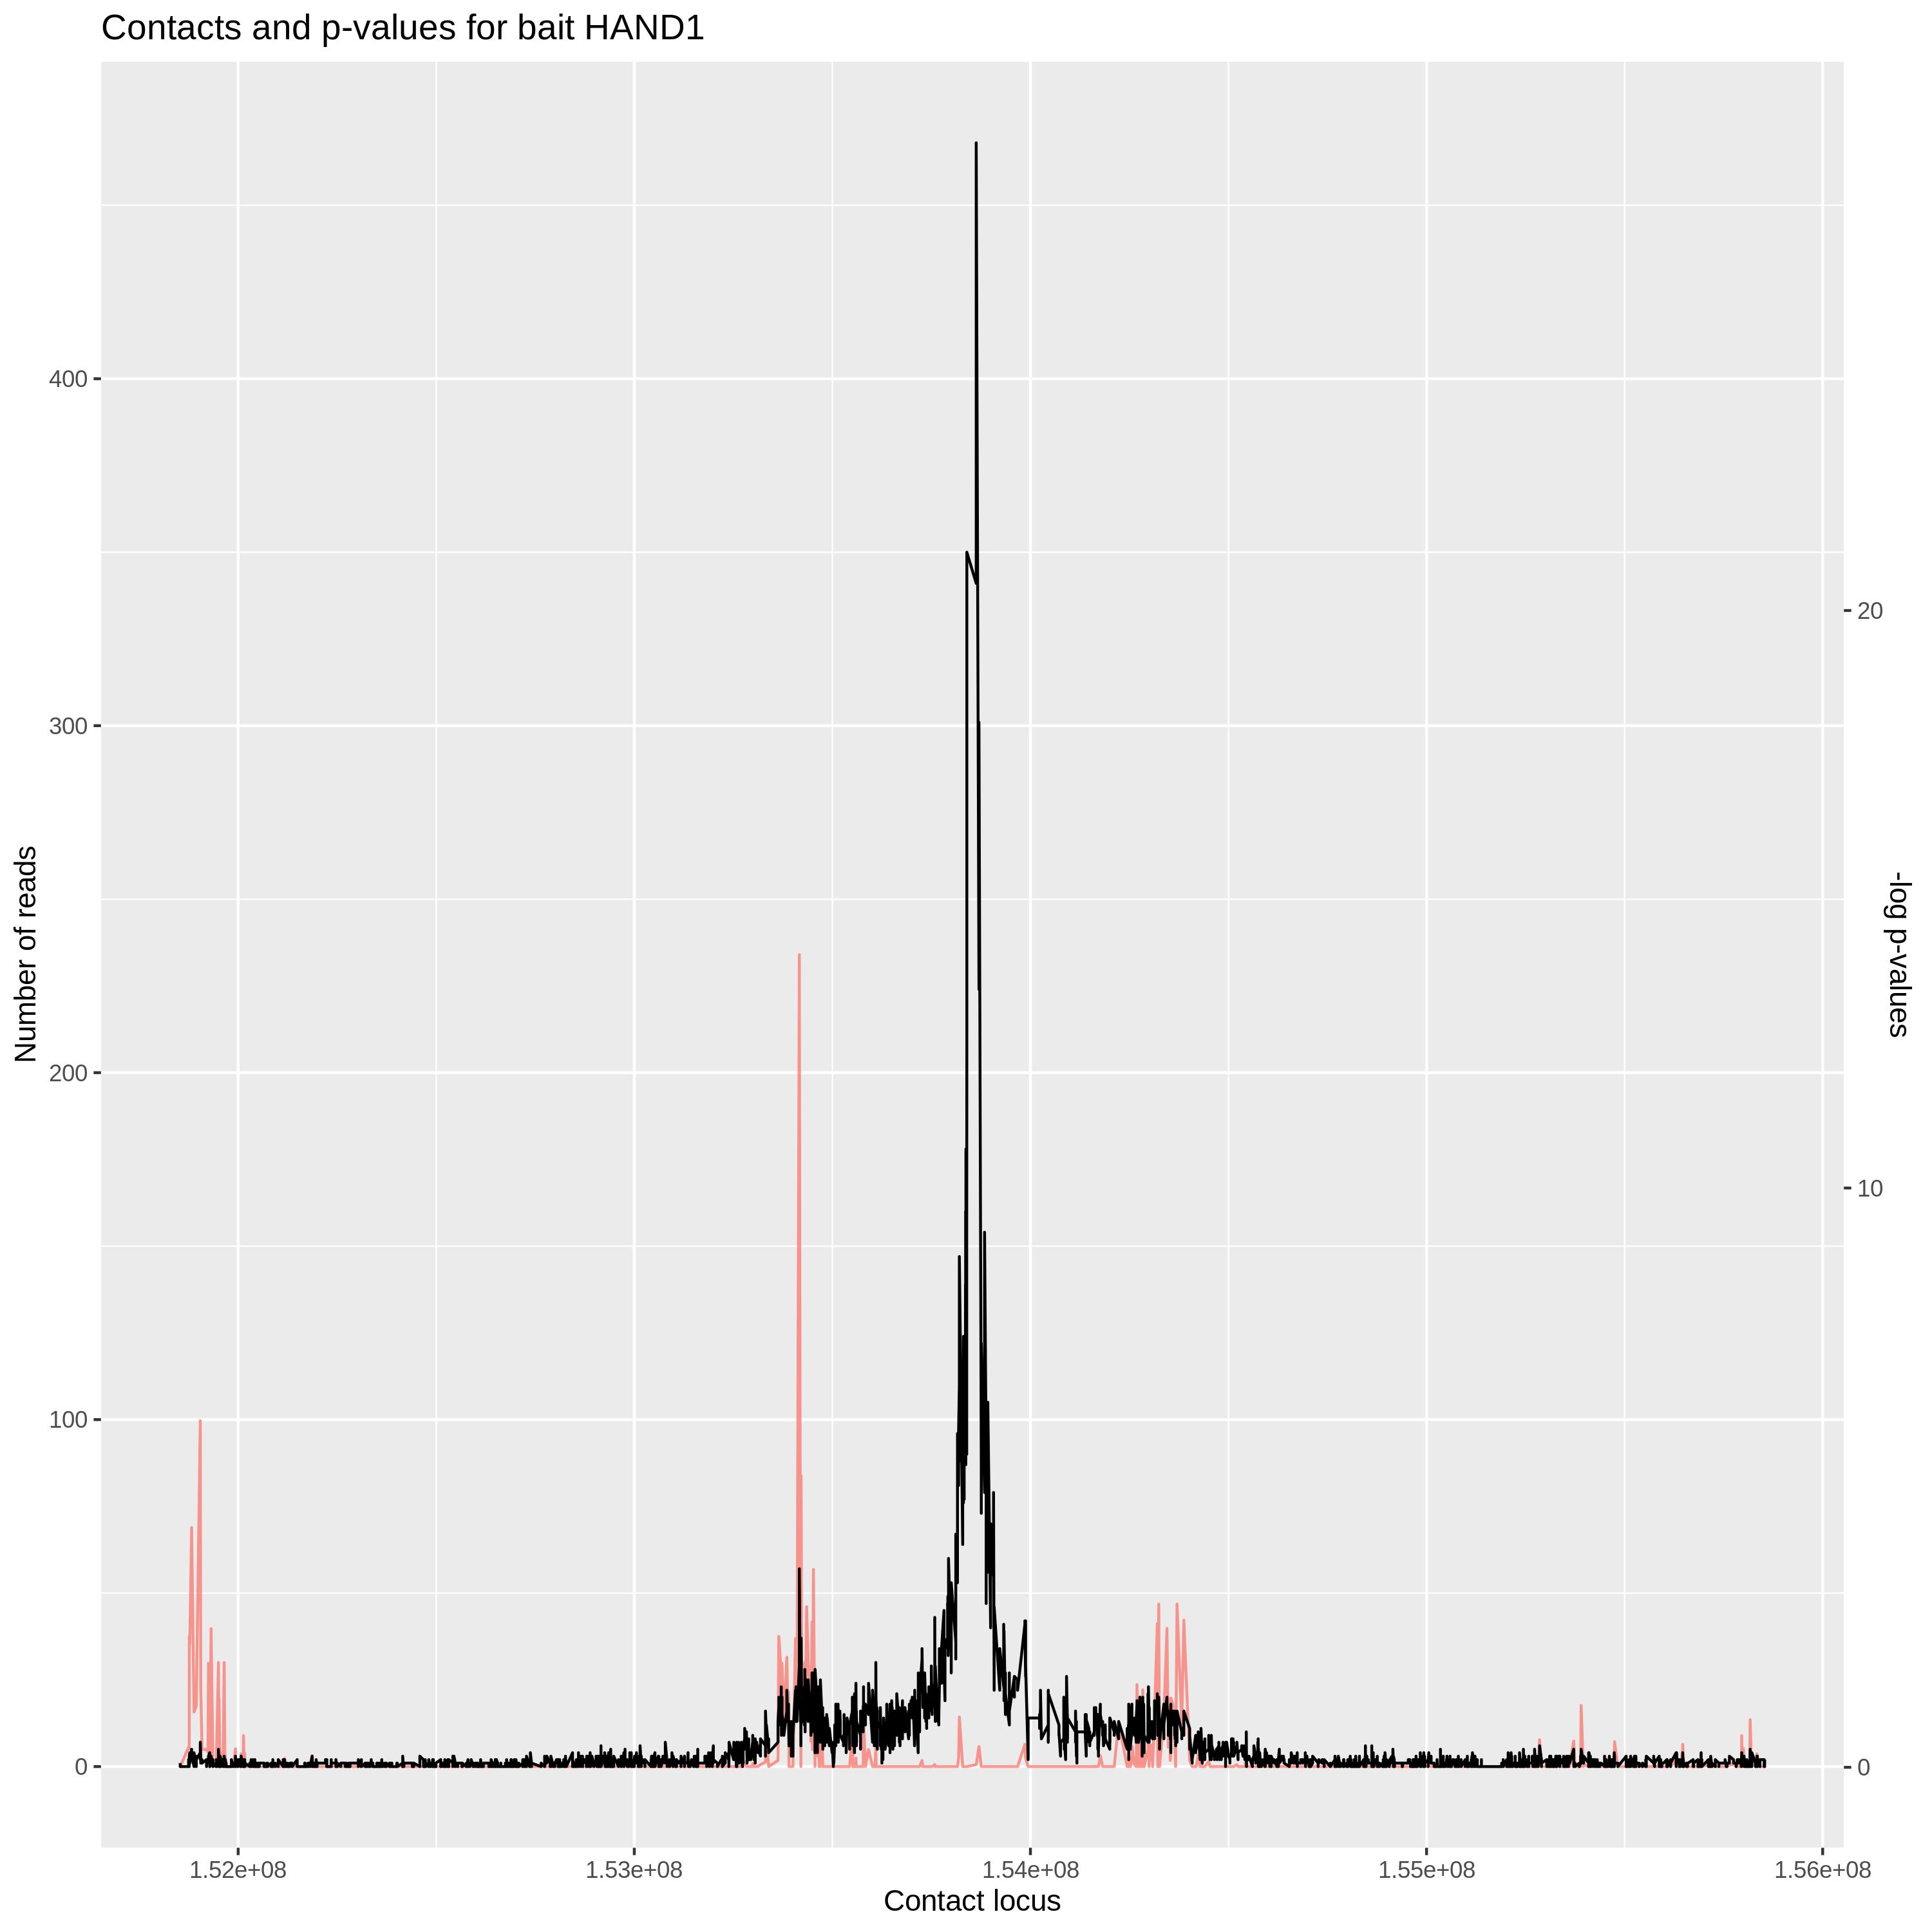 Contacts and p-values for bait HAND1
400
300
200
100
0
Number of reads
20
10
0
-log p-values
1.52e+08
1.53e+08
1.54e+08
1.55e+08
1.56e+08
Contact locus